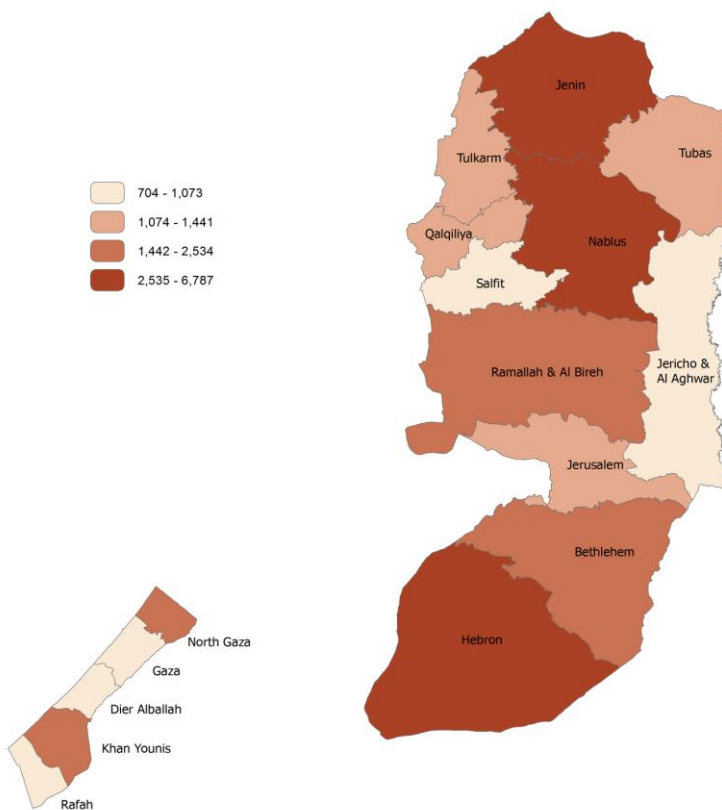 Jenin
Tulkarm
Tubas
704 - 1,073
1,074 - 1,441
1,442 - 2,534
2,535 - 6,787
Qalqiliya
Nablus
Salfit
Ramallah & Al Bireh
Jericho &
Al Aghwar
Jerusalem
Bethlehem
Hebron
North Gaza
Gaza
Dier Alballah
Khan Younis
Rafah